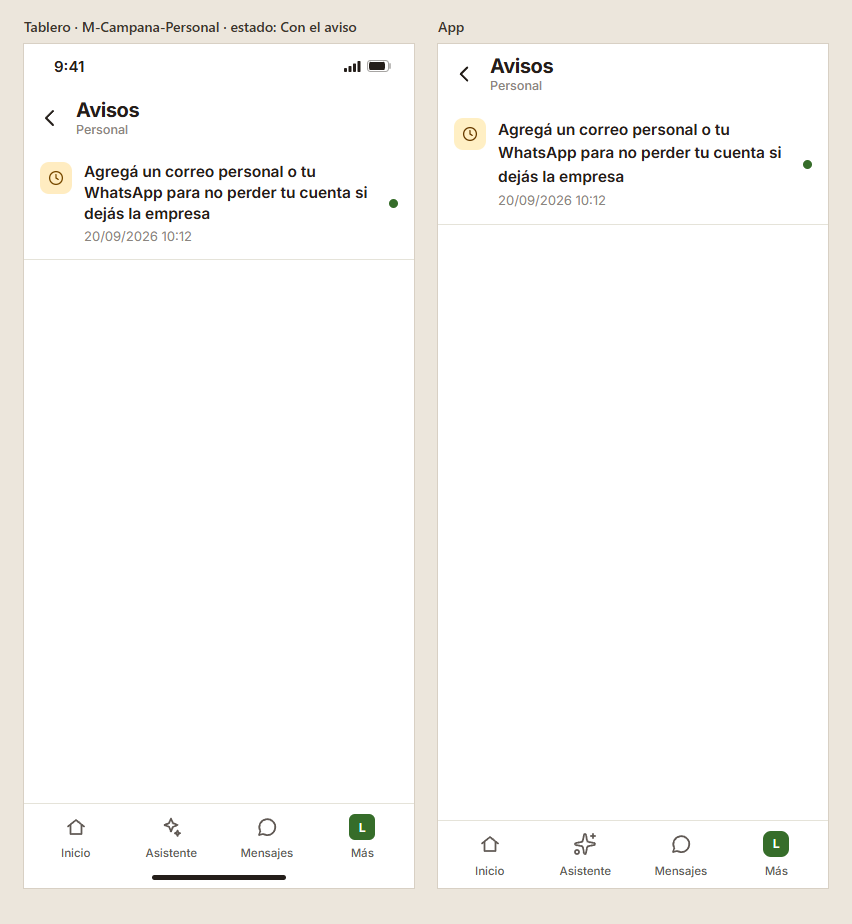 Tablero · M-Campana-Personal · estado: Con el aviso
9:41
Avisos
Personal
Agregá un correo personal o tu
WhatsApp para no perder tu cuenta si
dejás la empresa
20/09/2026 10:12
Inicio
Asistente
Mensajes
L
Más
App
Avisos
Personal
Agregá un correo personal o tu
WhatsApp para no perder tu cuenta si
dejás la empresa
20/09/2026 10:12
Inicio
Asistente
Mensajes
L
Más